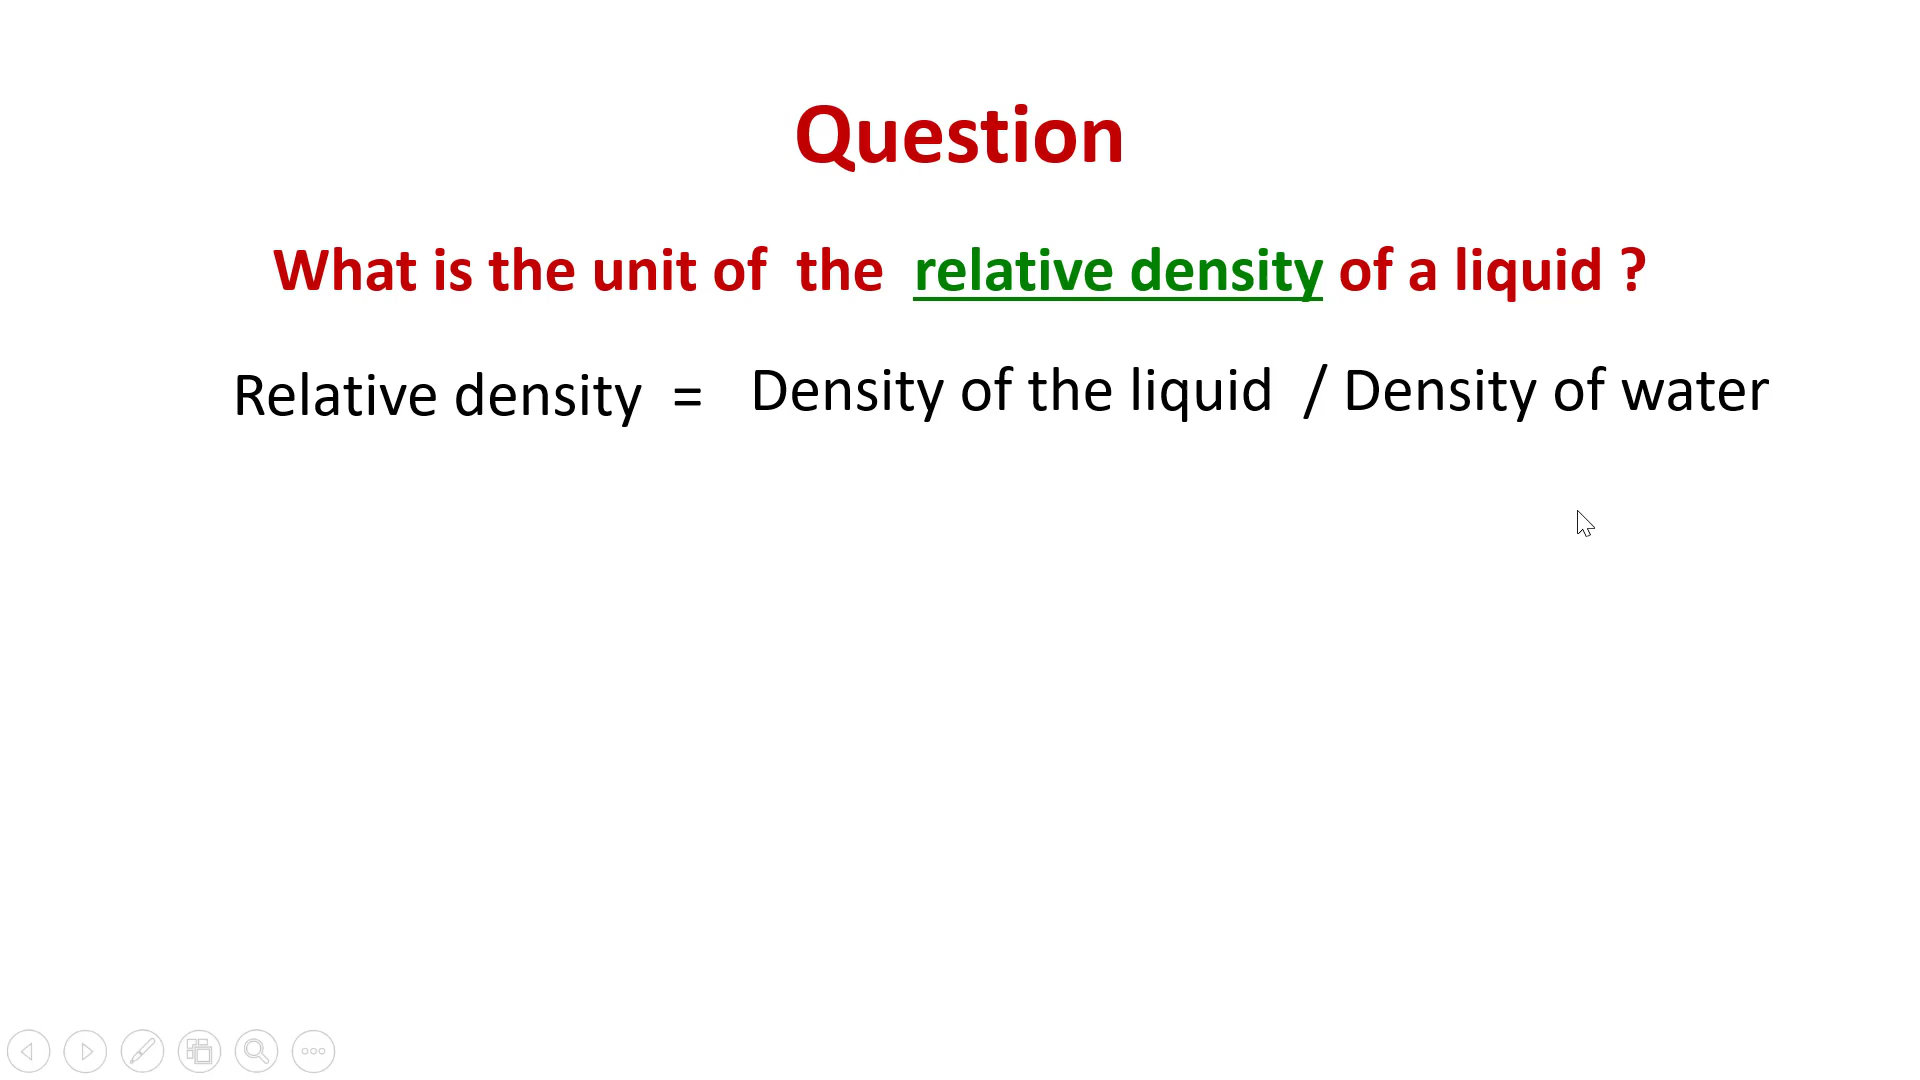 Question
What is the unit of the relative density of a liquid ?
Relative density = Density of the liquid / Density of water